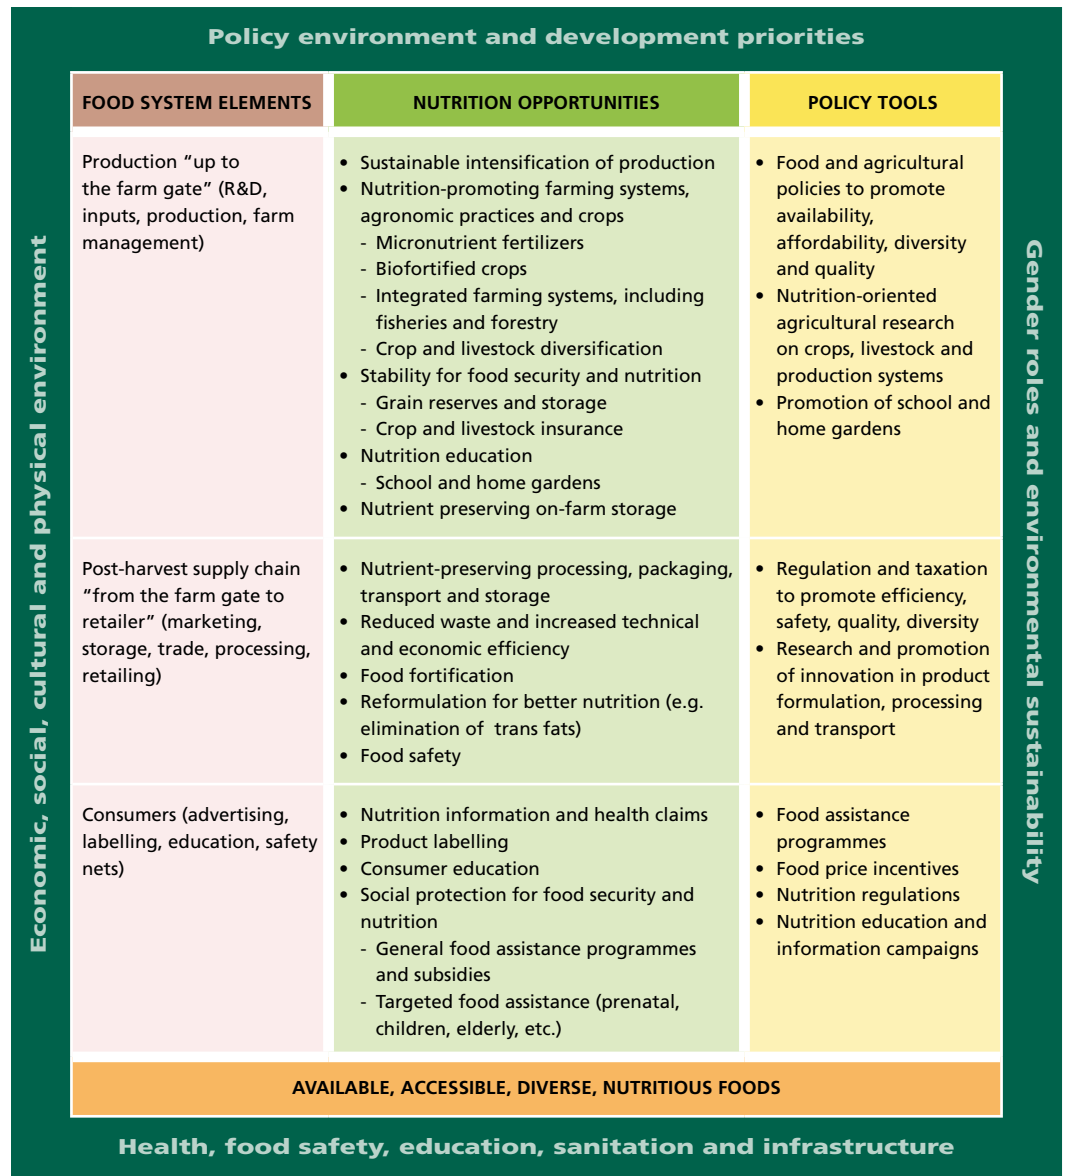 Policy environment and development priorities
Economic, social, cultural and physical environment
FOOD SYSTEM ELEMENTS
NUTRITION OPPORTUNITIES
POLICY TOOLS
Production “up to
the farm gate” (R&D,
inputs, production, farm
management)
• Sustainable intensification of production
• Nutrition-promoting farming systems,
agronomic practices and crops
- Micronutrient fertilizers
- Biofortified crops
- Integrated farming systems, including
fisheries and forestry
- Crop and livestock diversification
• Stability for food security and nutrition
- Grain reserves and storage
- Crop and livestock insurance
• Nutrition education
- School and home gardens
• Nutrient preserving on-farm storage
• Food and agricultural
policies to promote
availability,
affordability, diversity
and quality
• Nutrition-oriented
agricultural research
on crops, livestock and
production systems
• Promotion of school and
home gardens
Post-harvest supply chain
“from the farm gate to
retailer” (marketing,
storage, trade, processing,
retailing)
• Nutrient-preserving processing, packaging,
transport and storage
• Reduced waste and increased technical
and economic efficiency
• Food fortification
• Reformulation for better nutrition (e.g.
elimination of trans fats)
• Food safety
• Regulation and taxation
to promote efficiency,
safety, quality, diversity
• Research and promotion
of innovation in product
formulation, processing
and transport
Consumers (advertising,
labelling, education, safety
nets)
• Nutrition information and health claims
• Product labelling
• Consumer education
• Social protection for food security and
nutrition
- General food assistance programmes
and subsidies
- Targeted food assistance (prenatal,
children, elderly, etc.)
• Food assistance
programmes
• Food price incentives
• Nutrition regulations
• Nutrition education and
information campaigns
AVAILABLE, ACCESSIBLE, DIVERSE, NUTRITIOUS FOODS
Gender roles and environmental sustainability
Health, food safety, education, sanitation and infrastructure